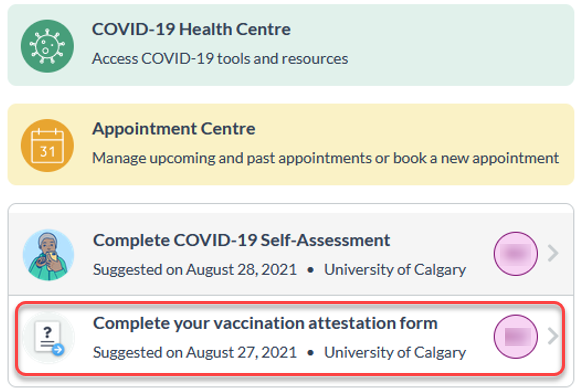 COVID-19 Health Centre
Access COVID-19 tools and resources
31
Appointment Centre
Manage upcoming and past appointments or book a new appointment
Complete COVID-19 Self-Assessment
Suggested on August 28, 2021 • University of Calgary
?
Complete your vaccination attestation form
Suggested on August 27, 2021 • University of Calgary